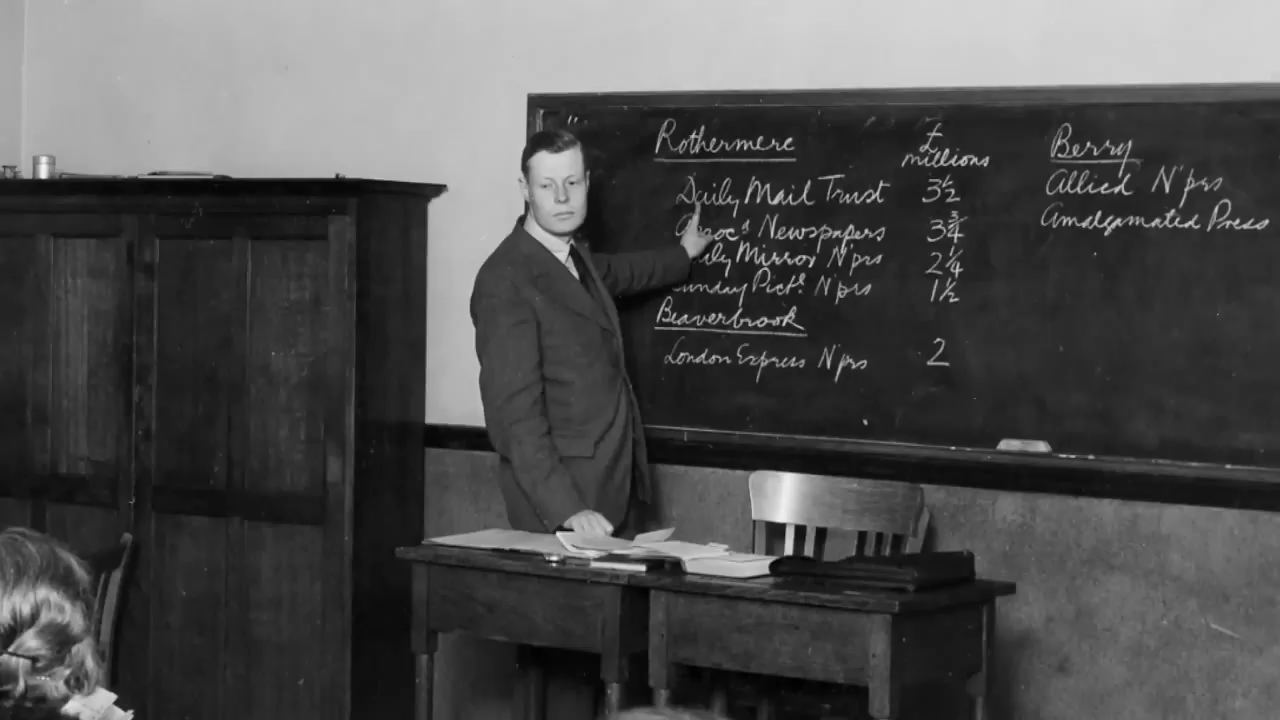 Rothermere
£
millions
Daily Mail Trust 3½
Newspapers 3¾
Mirror N'prs 2¼
Pictl. N'prs 1½
Beaverbrook
London Express N'prs 2
Berry
Allied N'prs
Amalgamated Press